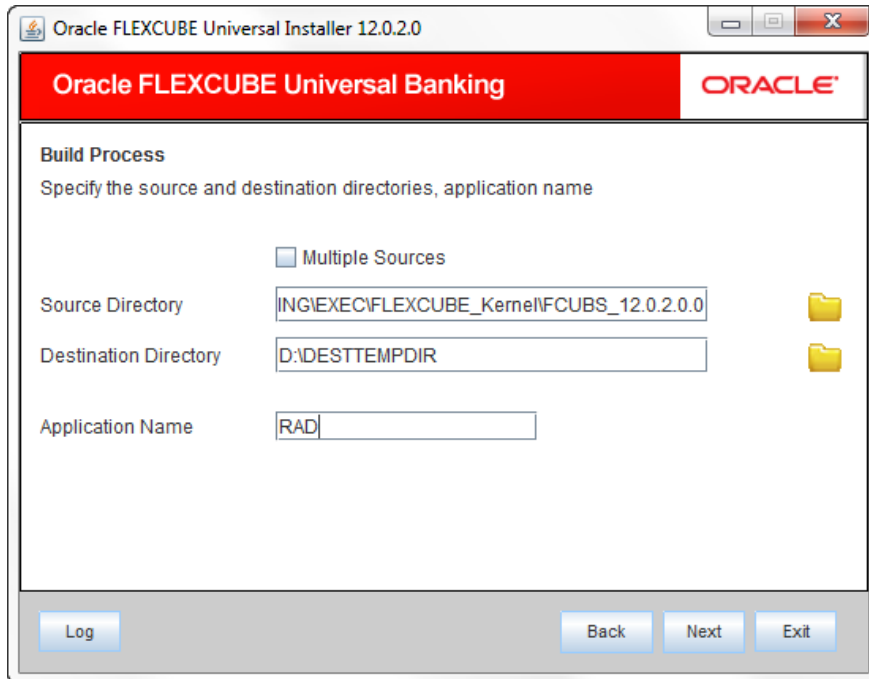 Oracle FLEXCUBE Universal Installer 12.0.2.0
Oracle FLEXCUBE Universal Banking
ORACLE
Build Process
Specify the source and destination directories, application name
Multiple Sources
Source Directory ING\EXEC\FLEXCUBE_Kernel\FCUBS_12.0.2.0.0
Destination Directory D:\DESTTEMPDIR
Application Name RAD
Log Back Next Exit